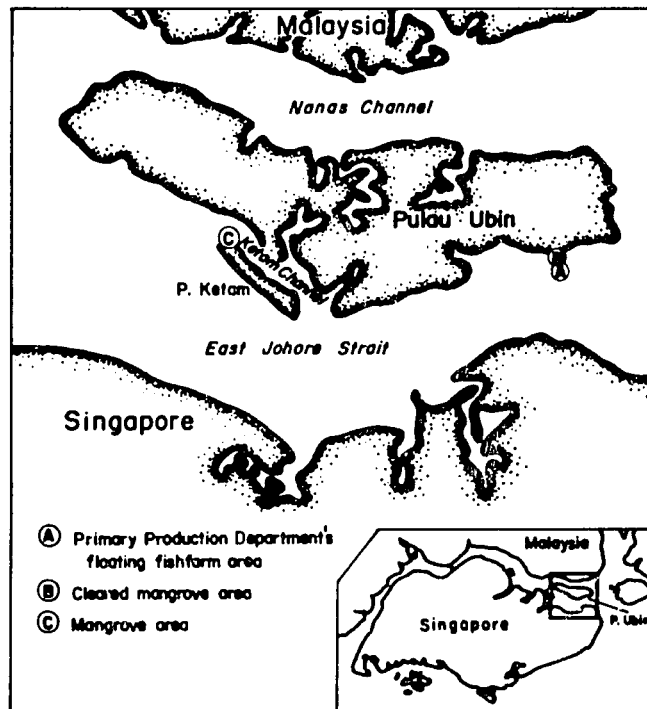 Malaysia
Nanas Channel
Pulau Ubin
C
Ketam Channel
P. Ketam
B
A
East Johore Strait
Singapore
A Primary Production Department's
floating fishfarm area
B Cleared mangrove area
C Mangrove area
Malaysia
Singapore
P. Ubin